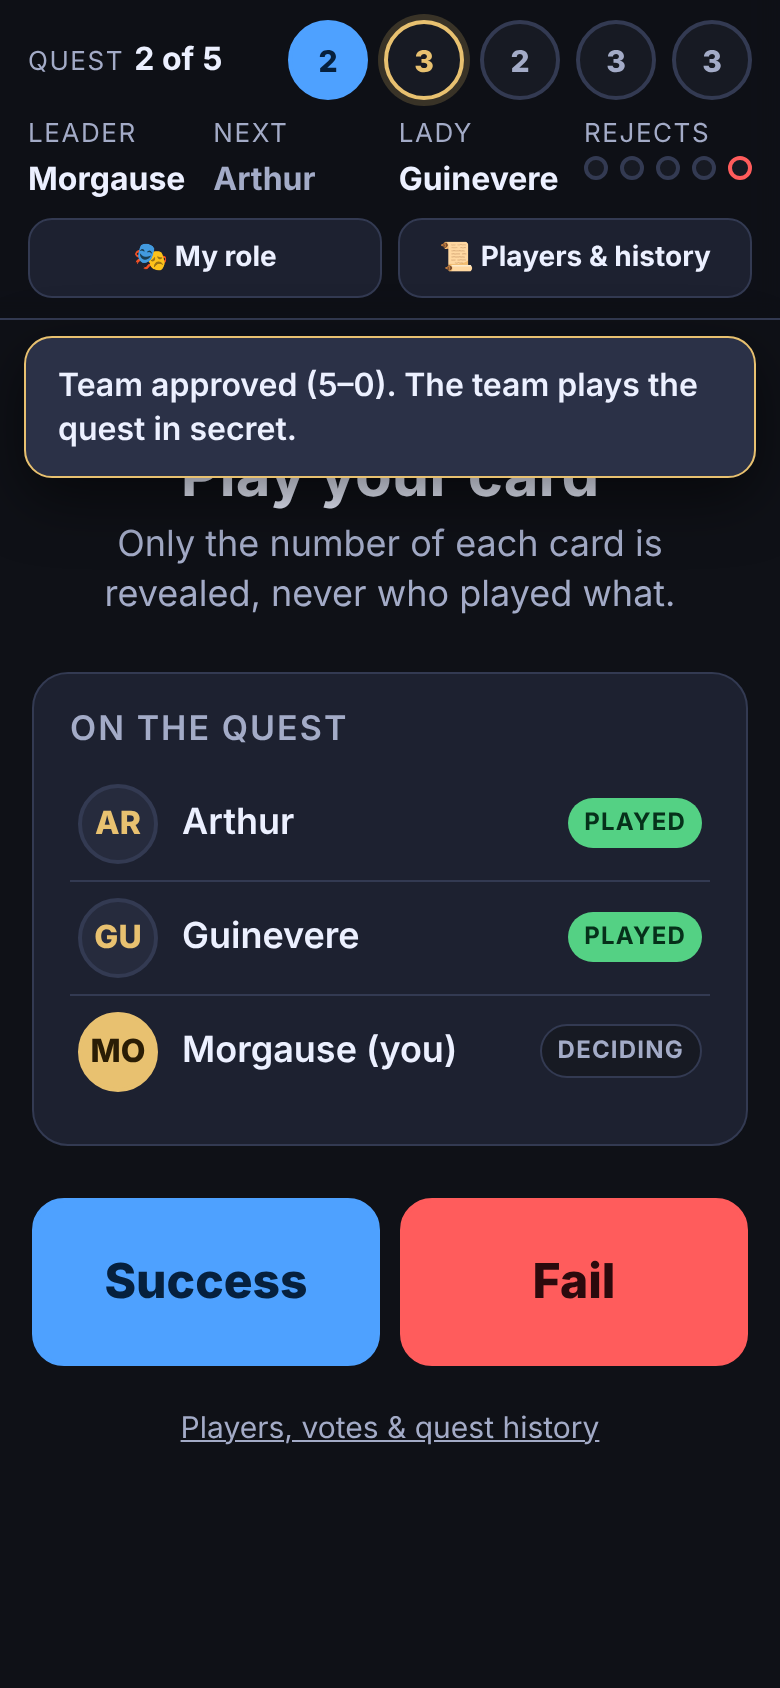 QUEST 2 of 5
2 3 2 3 3
LEADER NEXT LADY REJECTS
Morgause Arthur Guinevere
🎭 My role 📜 Players & history
Team approved (5–0). The team plays the
quest in secret.
Play your card
Only the number of each card is
revealed, never who played what.
ON THE QUEST
AR Arthur PLAYED
GU Guinevere PLAYED
MO Morgause (you) DECIDING
Success Fail
Players, votes & quest history